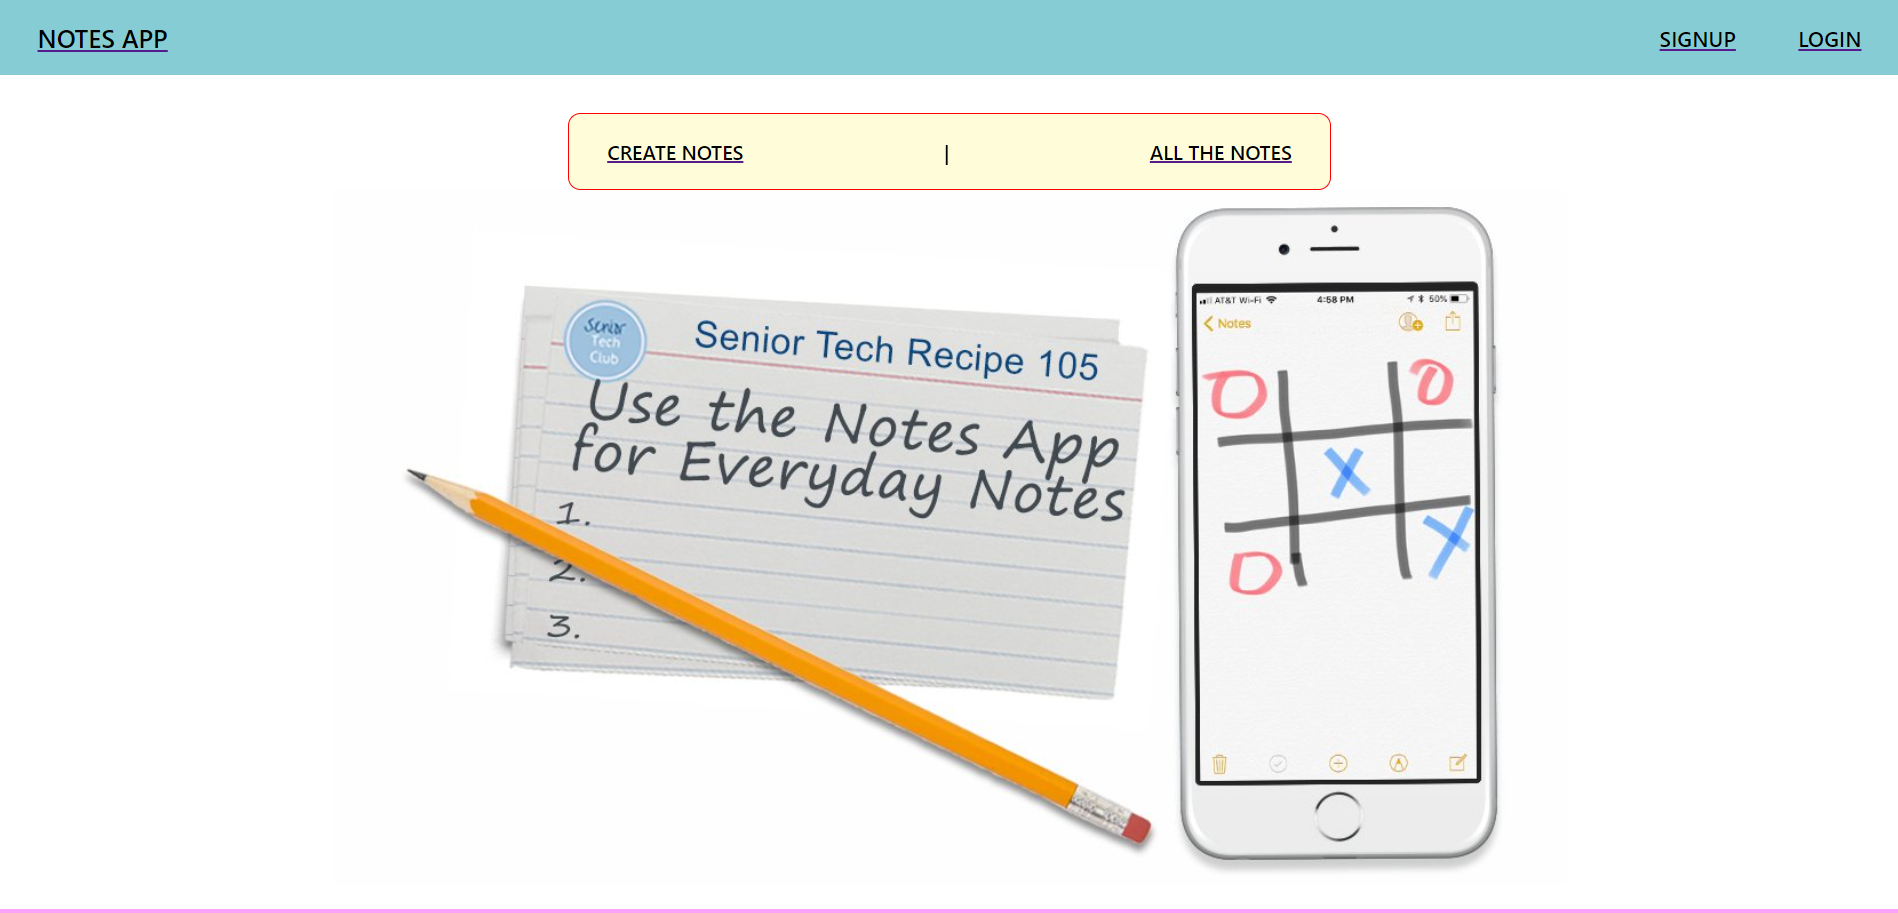 NOTES APP
SIGNUP
LOGIN
CREATE NOTES | ALL THE NOTES
Senior
Tech
Club
Senior Tech Recipe 105
Use the Notes App
for Everyday Notes
1.
2.
3.
AT&T Wi-Fi 4:58 PM 50%
Notes
O O
X
X
O